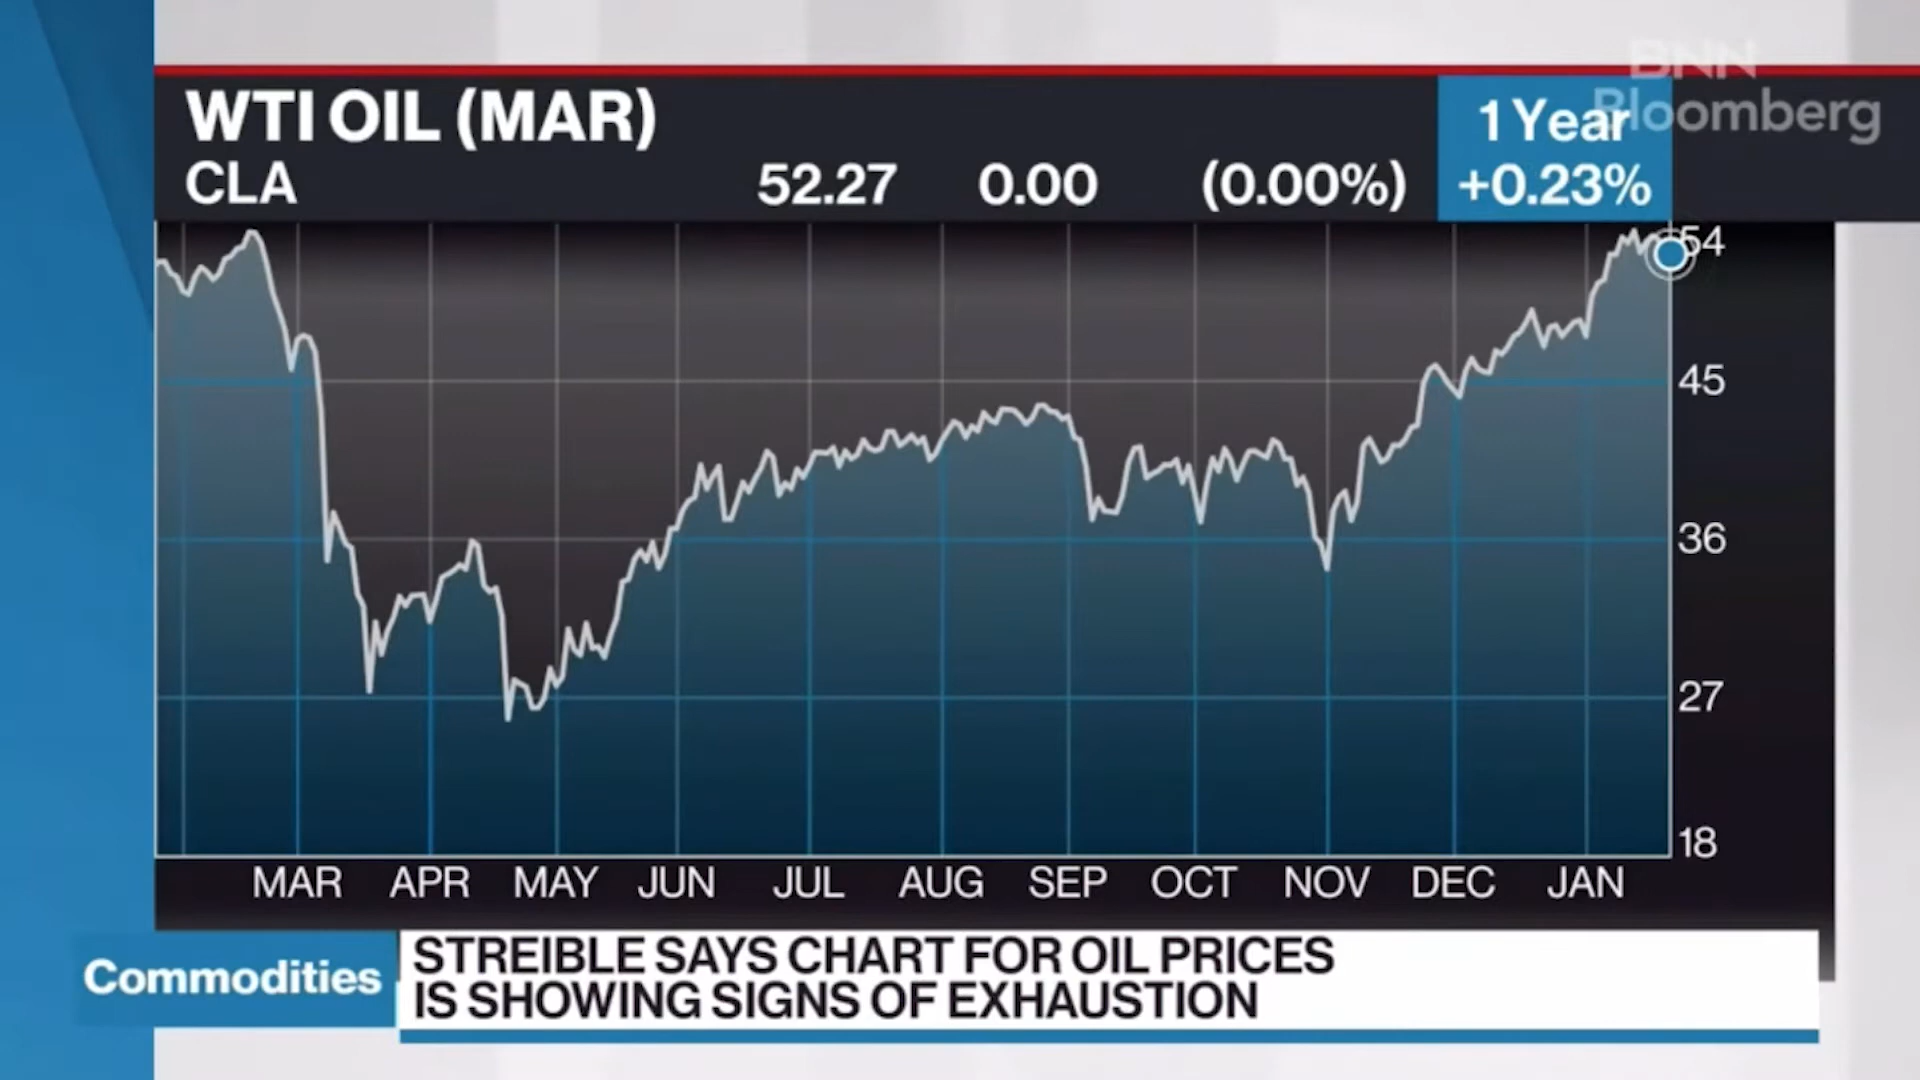 BNN
Bloomberg
WTI OIL (MAR)
1 Year
CLA 52.27 0.00 (0.00%) +0.23%
54
45
36
27
18
MAR APR MAY JUN JUL AUG SEP OCT NOV DEC JAN
Commodities
STREIBLE SAYS CHART FOR OIL PRICES
IS SHOWING SIGNS OF EXHAUSTION